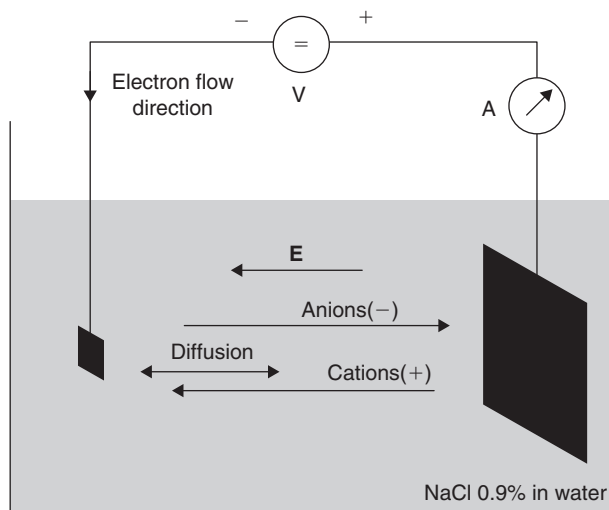 − = +
V
Electron flow
direction
A
E
Anions(−)
Diffusion
Cations(+)
NaCl 0.9% in water